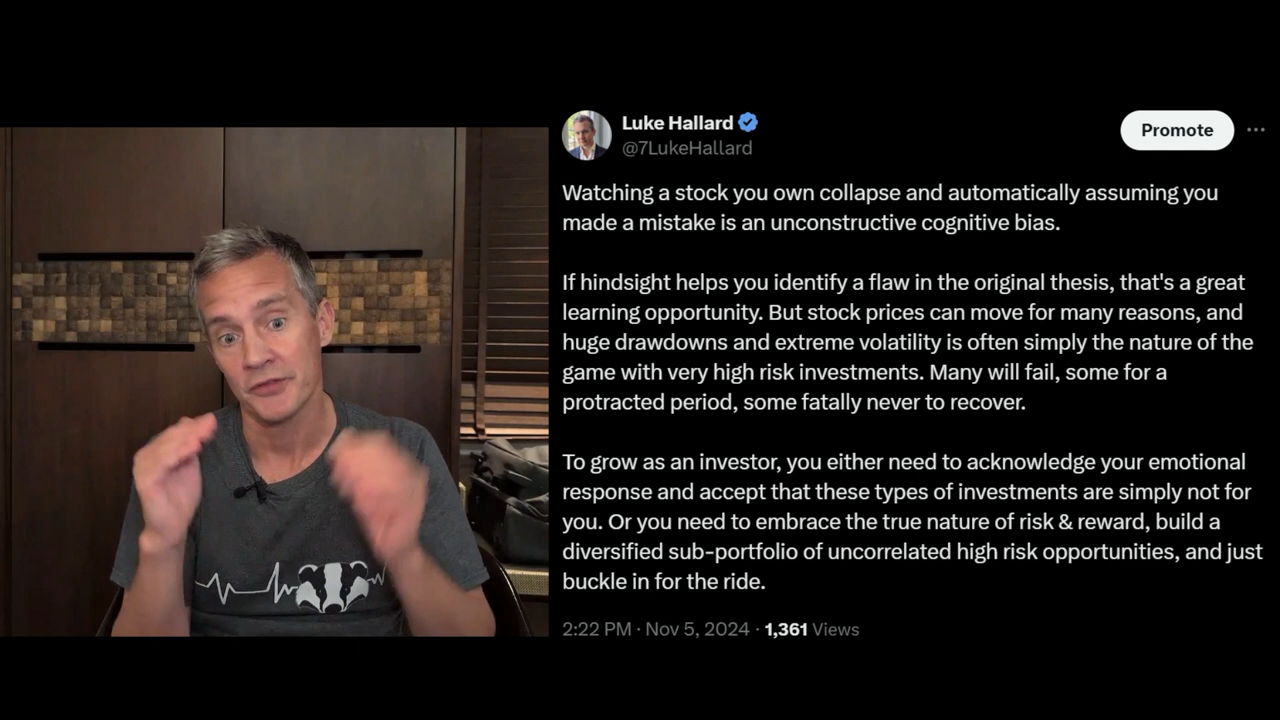 Luke Hallard
@7LukeHallard
Promote
Watching a stock you own collapse and automatically assuming you
made a mistake is an unconstructive cognitive bias.
If hindsight helps you identify a flaw in the original thesis, that's a great
learning opportunity. But stock prices can move for many reasons, and
huge drawdowns and extreme volatility is often simply the nature of the
game with very high risk investments. Many will fail, some for a
protracted period, some fatally never to recover.
To grow as an investor, you either need to acknowledge your emotional
response and accept that these types of investments are simply not for
you. Or you need to embrace the true nature of risk & reward, build a
diversified sub-portfolio of uncorrelated high risk opportunities, and just
buckle in for the ride.
2:22 PM · Nov 5, 2024 · 1,361 Views